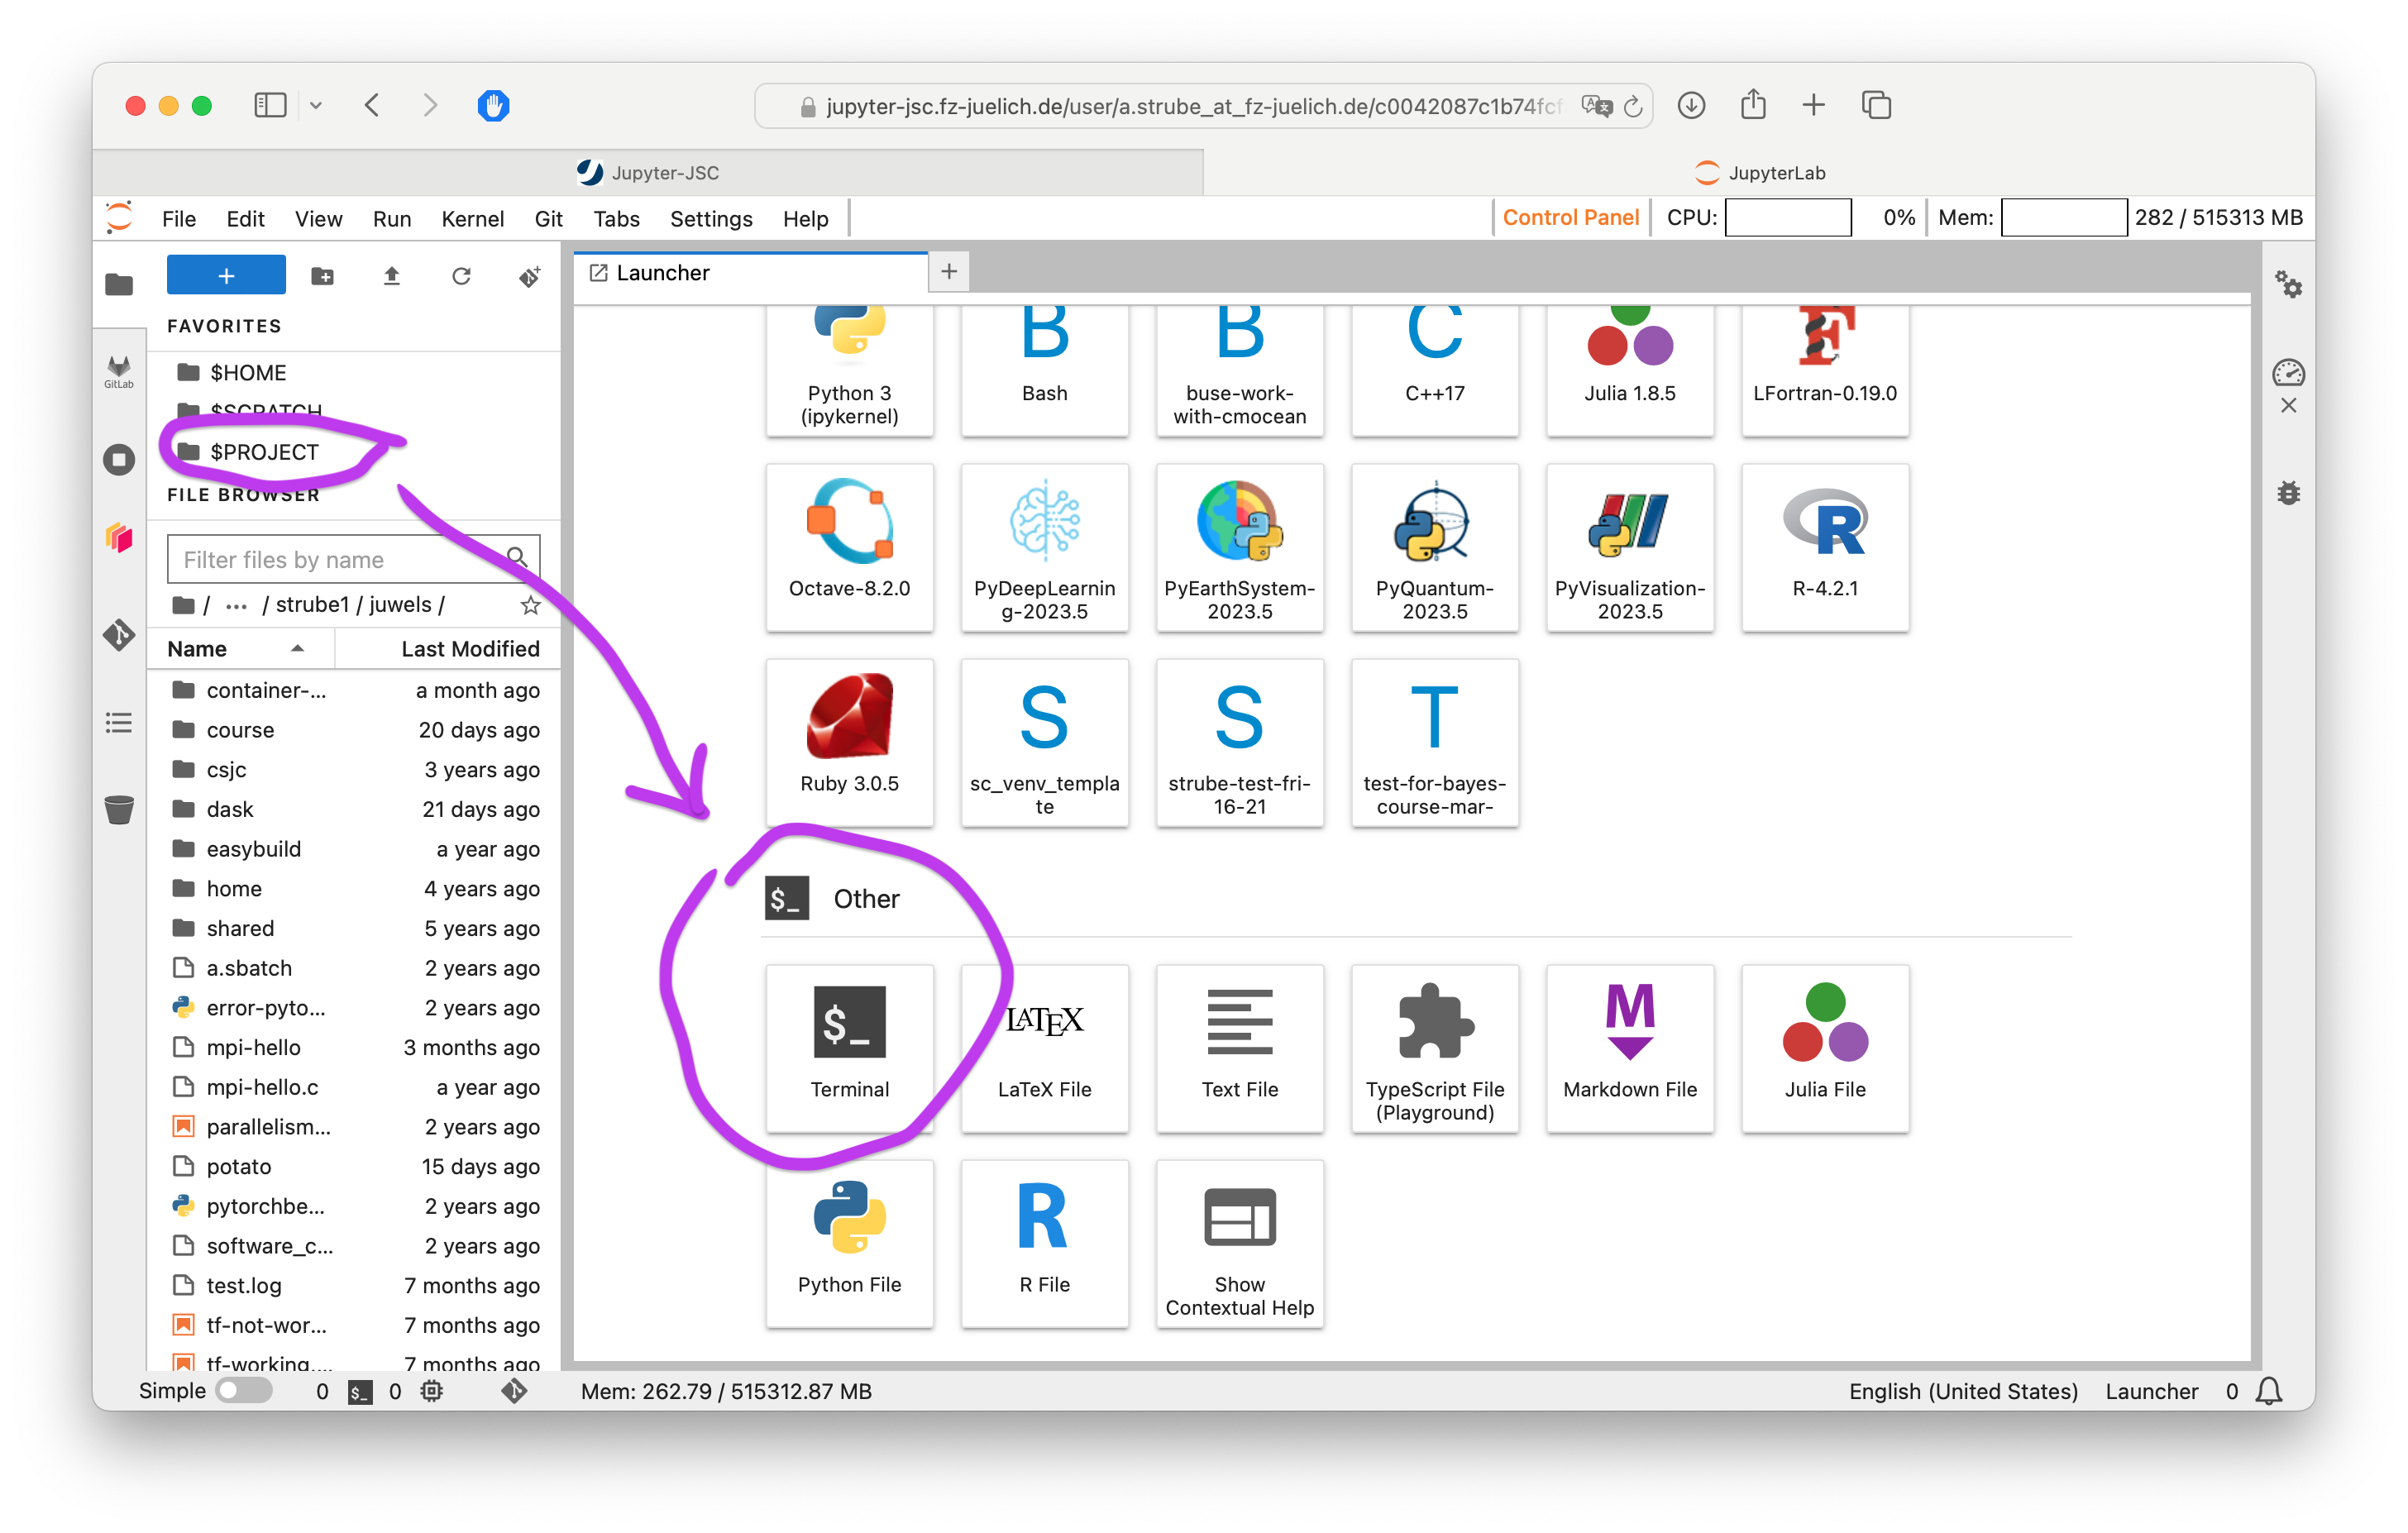 jupyter-jsc.fz-juelich.de/user/a.strube_at_fz-juelich.de/c0042087c1b74fcf
Jupyter-JSC
JupyterLab
File Edit View Run Kernel Git Tabs Settings Help
Control Panel CPU: 0% Mem: 282 / 515313 MB
+
Launcher
FAVORITES
$HOME
$SCRATCH
$PROJECT
GitLab
FILE BROWSER
Filter files by name
/ ... / strube1 / juwels /
Name Last Modified
container-... a month ago
course 20 days ago
csjc 3 years ago
dask 21 days ago
easybuild a year ago
home 4 years ago
shared 5 years ago
a.sbatch 2 years ago
error-pyto... 2 years ago
mpi-hello 3 months ago
mpi-hello.c a year ago
parallelism... 2 years ago
potato 15 days ago
pytorchbe... 2 years ago
software_c... 2 years ago
test.log 7 months ago
tf-not-wor... 7 months ago
tf-working.... 7 months ago
B B C F
Python 3 Bash buse-work- C++17 Julia 1.8.5 LFortran-0.19.0
(ipykernel) with-cmocean
R
Octave-8.2.0 PyDeepLearnin PyEarthSystem- PyQuantum- PyVisualization- R-4.2.1
g-2023.5 2023.5 2023.5 2023.5
S S T
Ruby 3.0.5 sc_venv_templa strube-test-fri- test-for-bayes-
te 16-21 course-mar-
$_ Other
$_ LATEX M
Terminal LaTeX File Text File TypeScript File Markdown File Julia File
(Playground)
R
Python File R File Show
Contextual Help
Simple 0 $_ 0 Mem: 262.79 / 515312.87 MB English (United States) Launcher 0